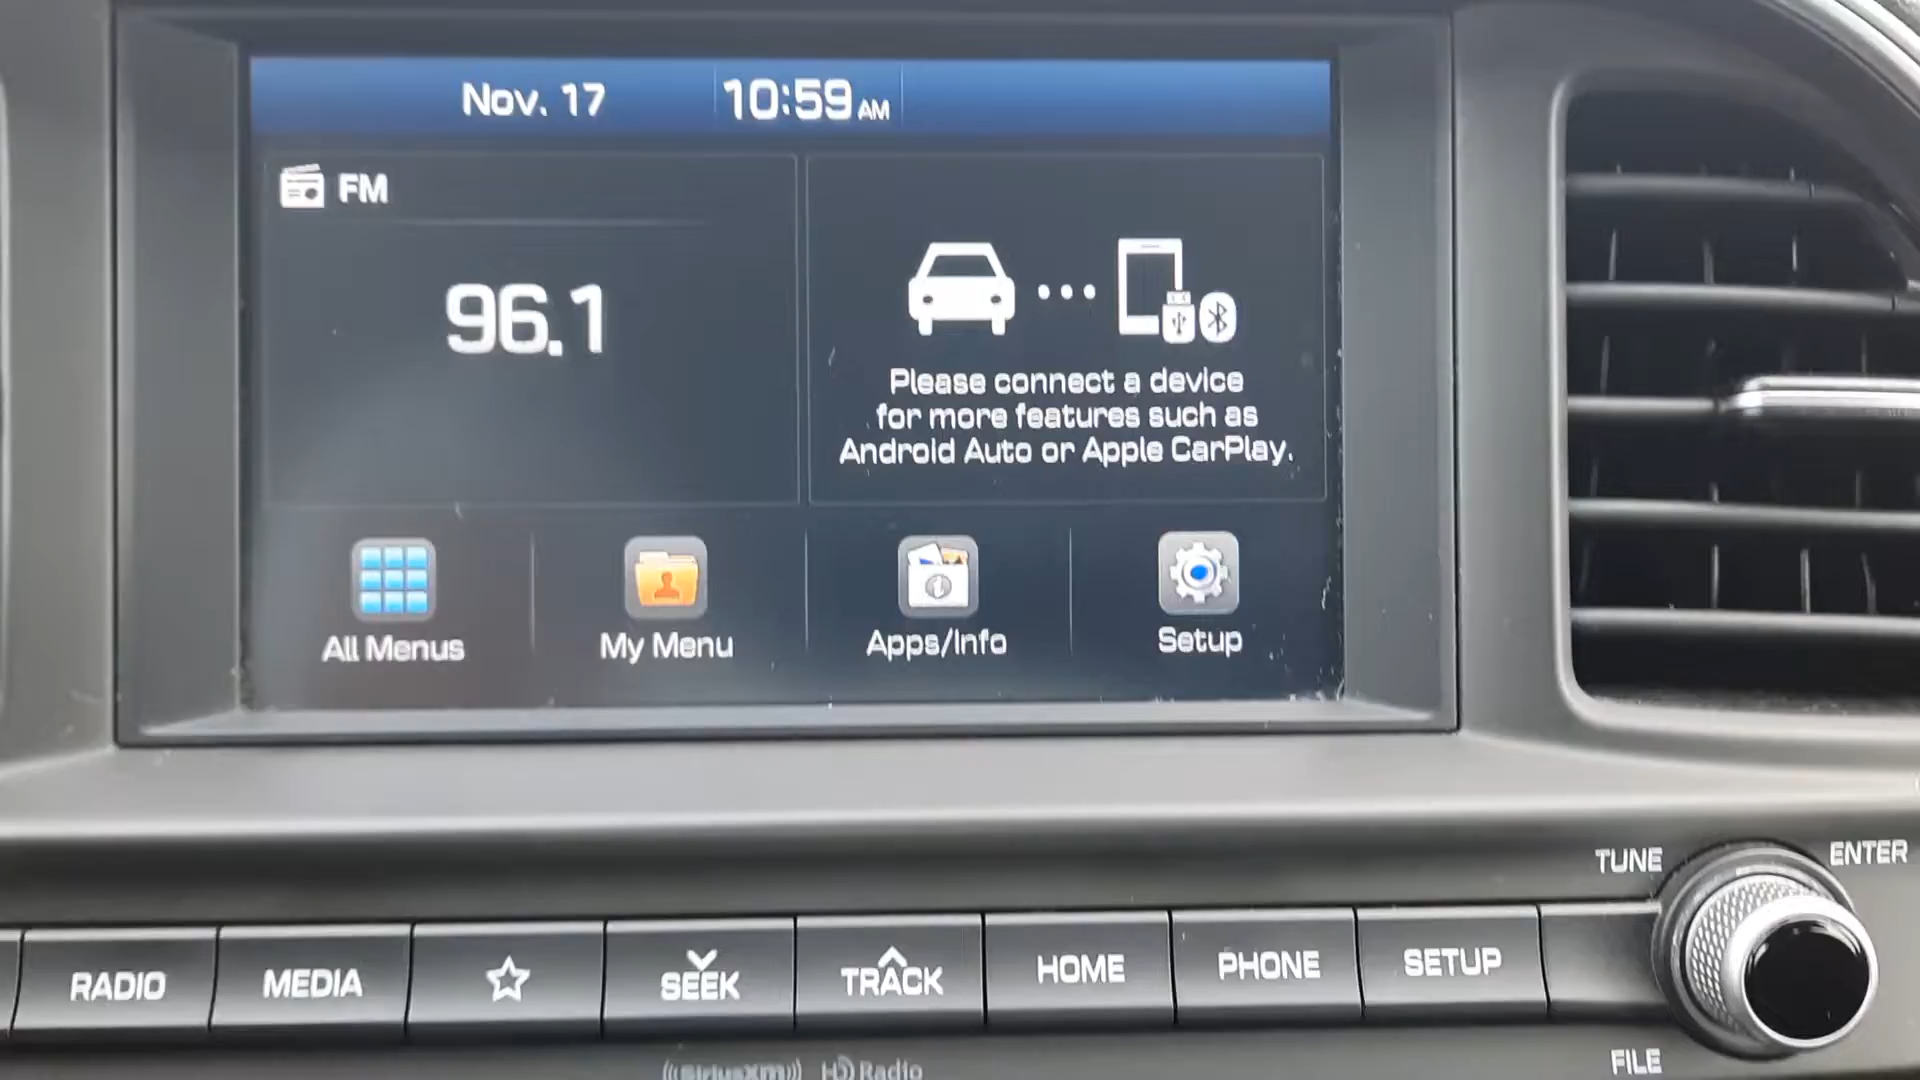 Nov. 17
10:59 AM
FM
96.1
Please connect a device
for more features such as
Android Auto or Apple CarPlay.
All Menus
My Menu
Apps/Info
Setup
TUNE
ENTER
RADIO
MEDIA
SEEK
TRACK
HOME
PHONE
SETUP
FILE
SiriusXM
HD Radio